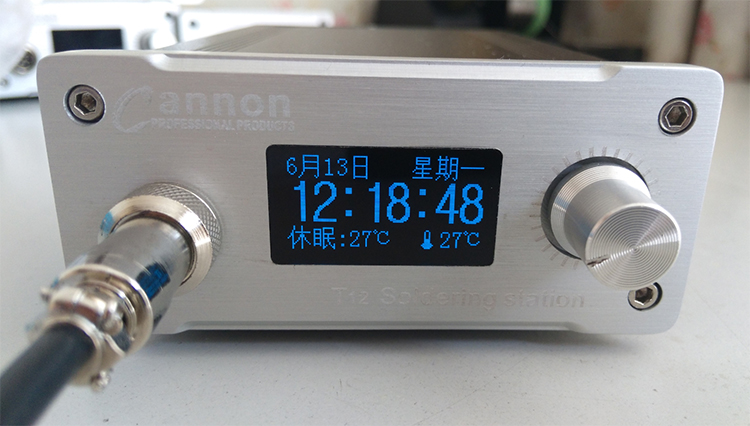 Cannon
PROFESSIONAL PRODUCTS
6月13日 星期一
12:18:48
休眠:27℃ 27℃
T12 Soldering station